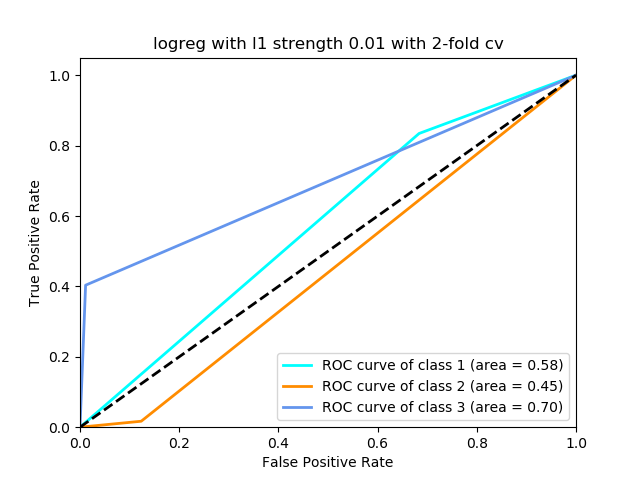 logreg with l1 strength 0.01 with 2-fold cv
1.0
0.8
0.6
0.4
0.2
0.0
True Positive Rate
ROC curve of class 1 (area = 0.58)
ROC curve of class 2 (area = 0.45)
ROC curve of class 3 (area = 0.70)
0.0 0.2 0.4 0.6 0.8 1.0
False Positive Rate